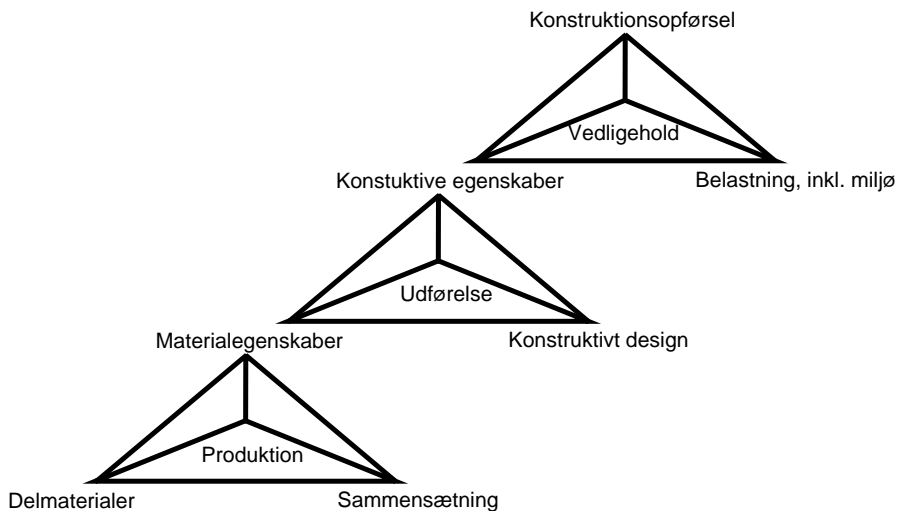 Konstruktionsopførsel
Vedligehold
Konstuktive egenskaber
Belastning, inkl. miljø
Udførelse
Materialegenskaber
Konstruktivt design
Produktion
Delmaterialer
Sammensætning